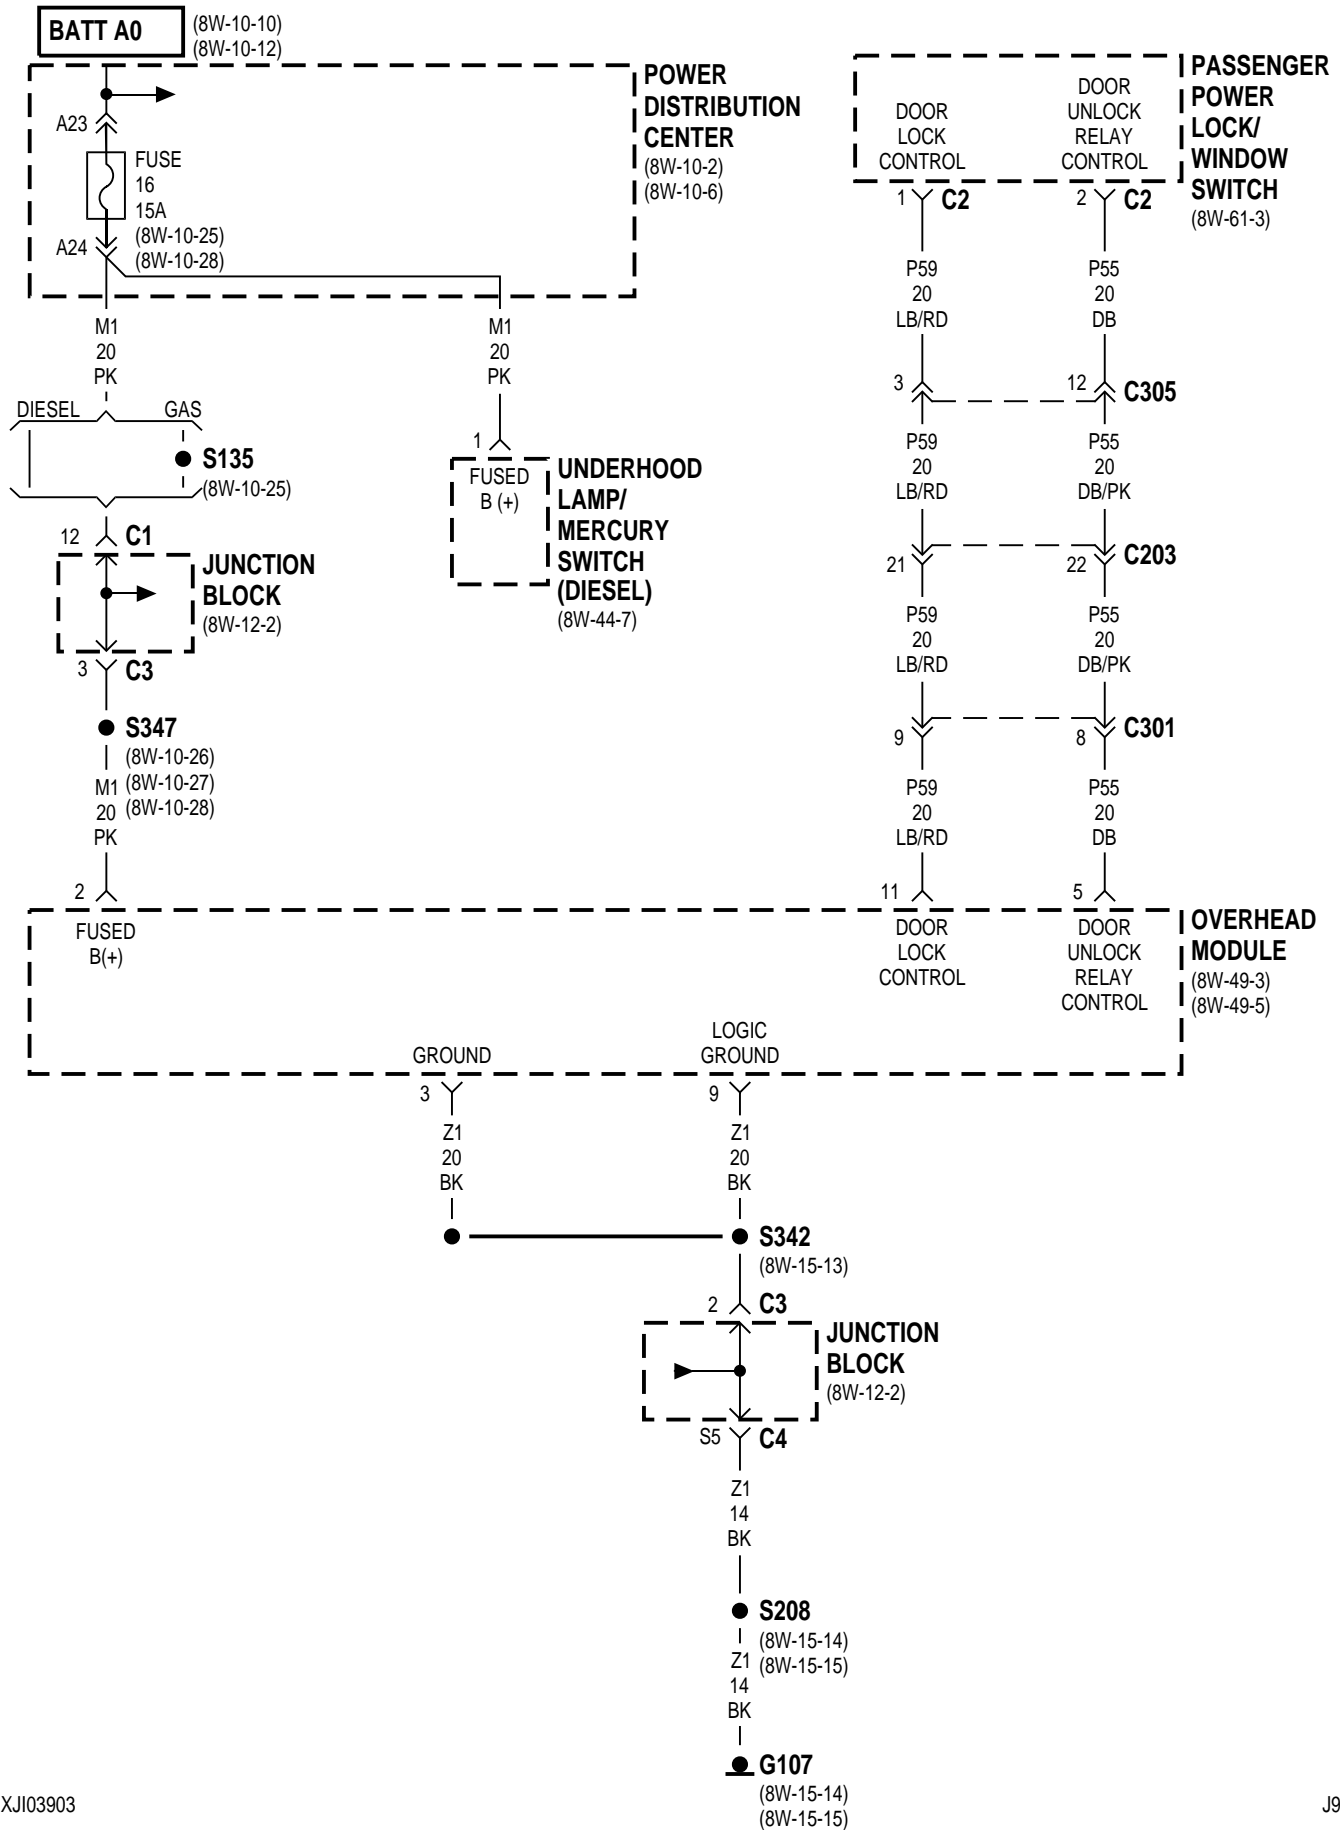 BATT A0
(8W-10-10)
(8W-10-12)
POWER
DISTRIBUTION
CENTER
(8W-10-2)
(8W-10-6)
A23
FUSE
16
15A
(8W-10-25)
(8W-10-28)
A24
DOOR
LOCK
CONTROL
DOOR
UNLOCK
RELAY
CONTROL
PASSENGER
POWER
LOCK/
WINDOW
SWITCH
(8W-61-3)
1
C2
2
C2
P59
20
LB/RD
P55
20
DB
M1
20
PK
M1
20
PK
DIESEL
GAS
S135
(8W-10-25)
1
FUSED
B (+)
UNDERHOOD
LAMP/
MERCURY
SWITCH
(DIESEL)
(8W-44-7)
3
12
C305
P59
20
LB/RD
P55
20
DB/PK
12
C1
JUNCTION
BLOCK
(8W-12-2)
3
C3
21
22
C203
P59
20
LB/RD
P55
20
DB/PK
S347
(8W-10-26)
(8W-10-27)
(8W-10-28)
M1
20
PK
9
8
C301
P59
20
LB/RD
P55
20
DB
2
11
5
FUSED
B(+)
DOOR
LOCK
CONTROL
DOOR
UNLOCK
RELAY
CONTROL
OVERHEAD
MODULE
(8W-49-3)
(8W-49-5)
GROUND
LOGIC
GROUND
3
9
Z1
20
BK
Z1
20
BK
S342
(8W-15-13)
2
C3
JUNCTION
BLOCK
(8W-12-2)
S5
C4
Z1
14
BK
S208
(8W-15-14)
(8W-15-15)
Z1
14
BK
G107
(8W-15-14)
(8W-15-15)
XJI03903
J9